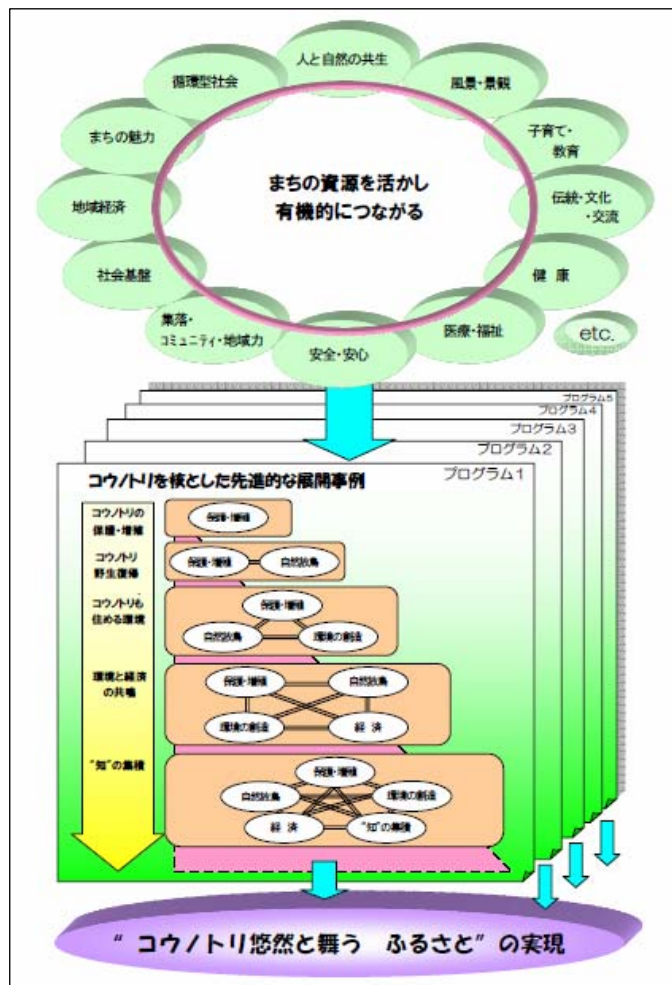 人と自然の共生
循環型社会
風景・景観
まちの魅力
子育て・
教育
まちの資源を活かし
有機的につながる
地域経済
伝統・文化
・交流
社会基盤
健 康
集落・
コミュニティ・地域力
医療・福祉
安全・安心
etc.
プログラム5
プログラム4
プログラム3
プログラム2
プログラム1
コウノトリを核とした先進的な展開事例
コウノトリの
保護・増殖
保護・増殖
コウノトリ
野生復帰
保護・増殖
自然放鳥
コウノトリも
住める環境
保護・増殖
自然放鳥
環境の創造
環境と経済
の共鳴
保護・増殖
自然放鳥
環境の創造
経 済
"知"の集積
保護・増殖
自然放鳥
環境の創造
経 済
"知"の集積
“ コウノトリ悠然と舞う ふるさと”の実現